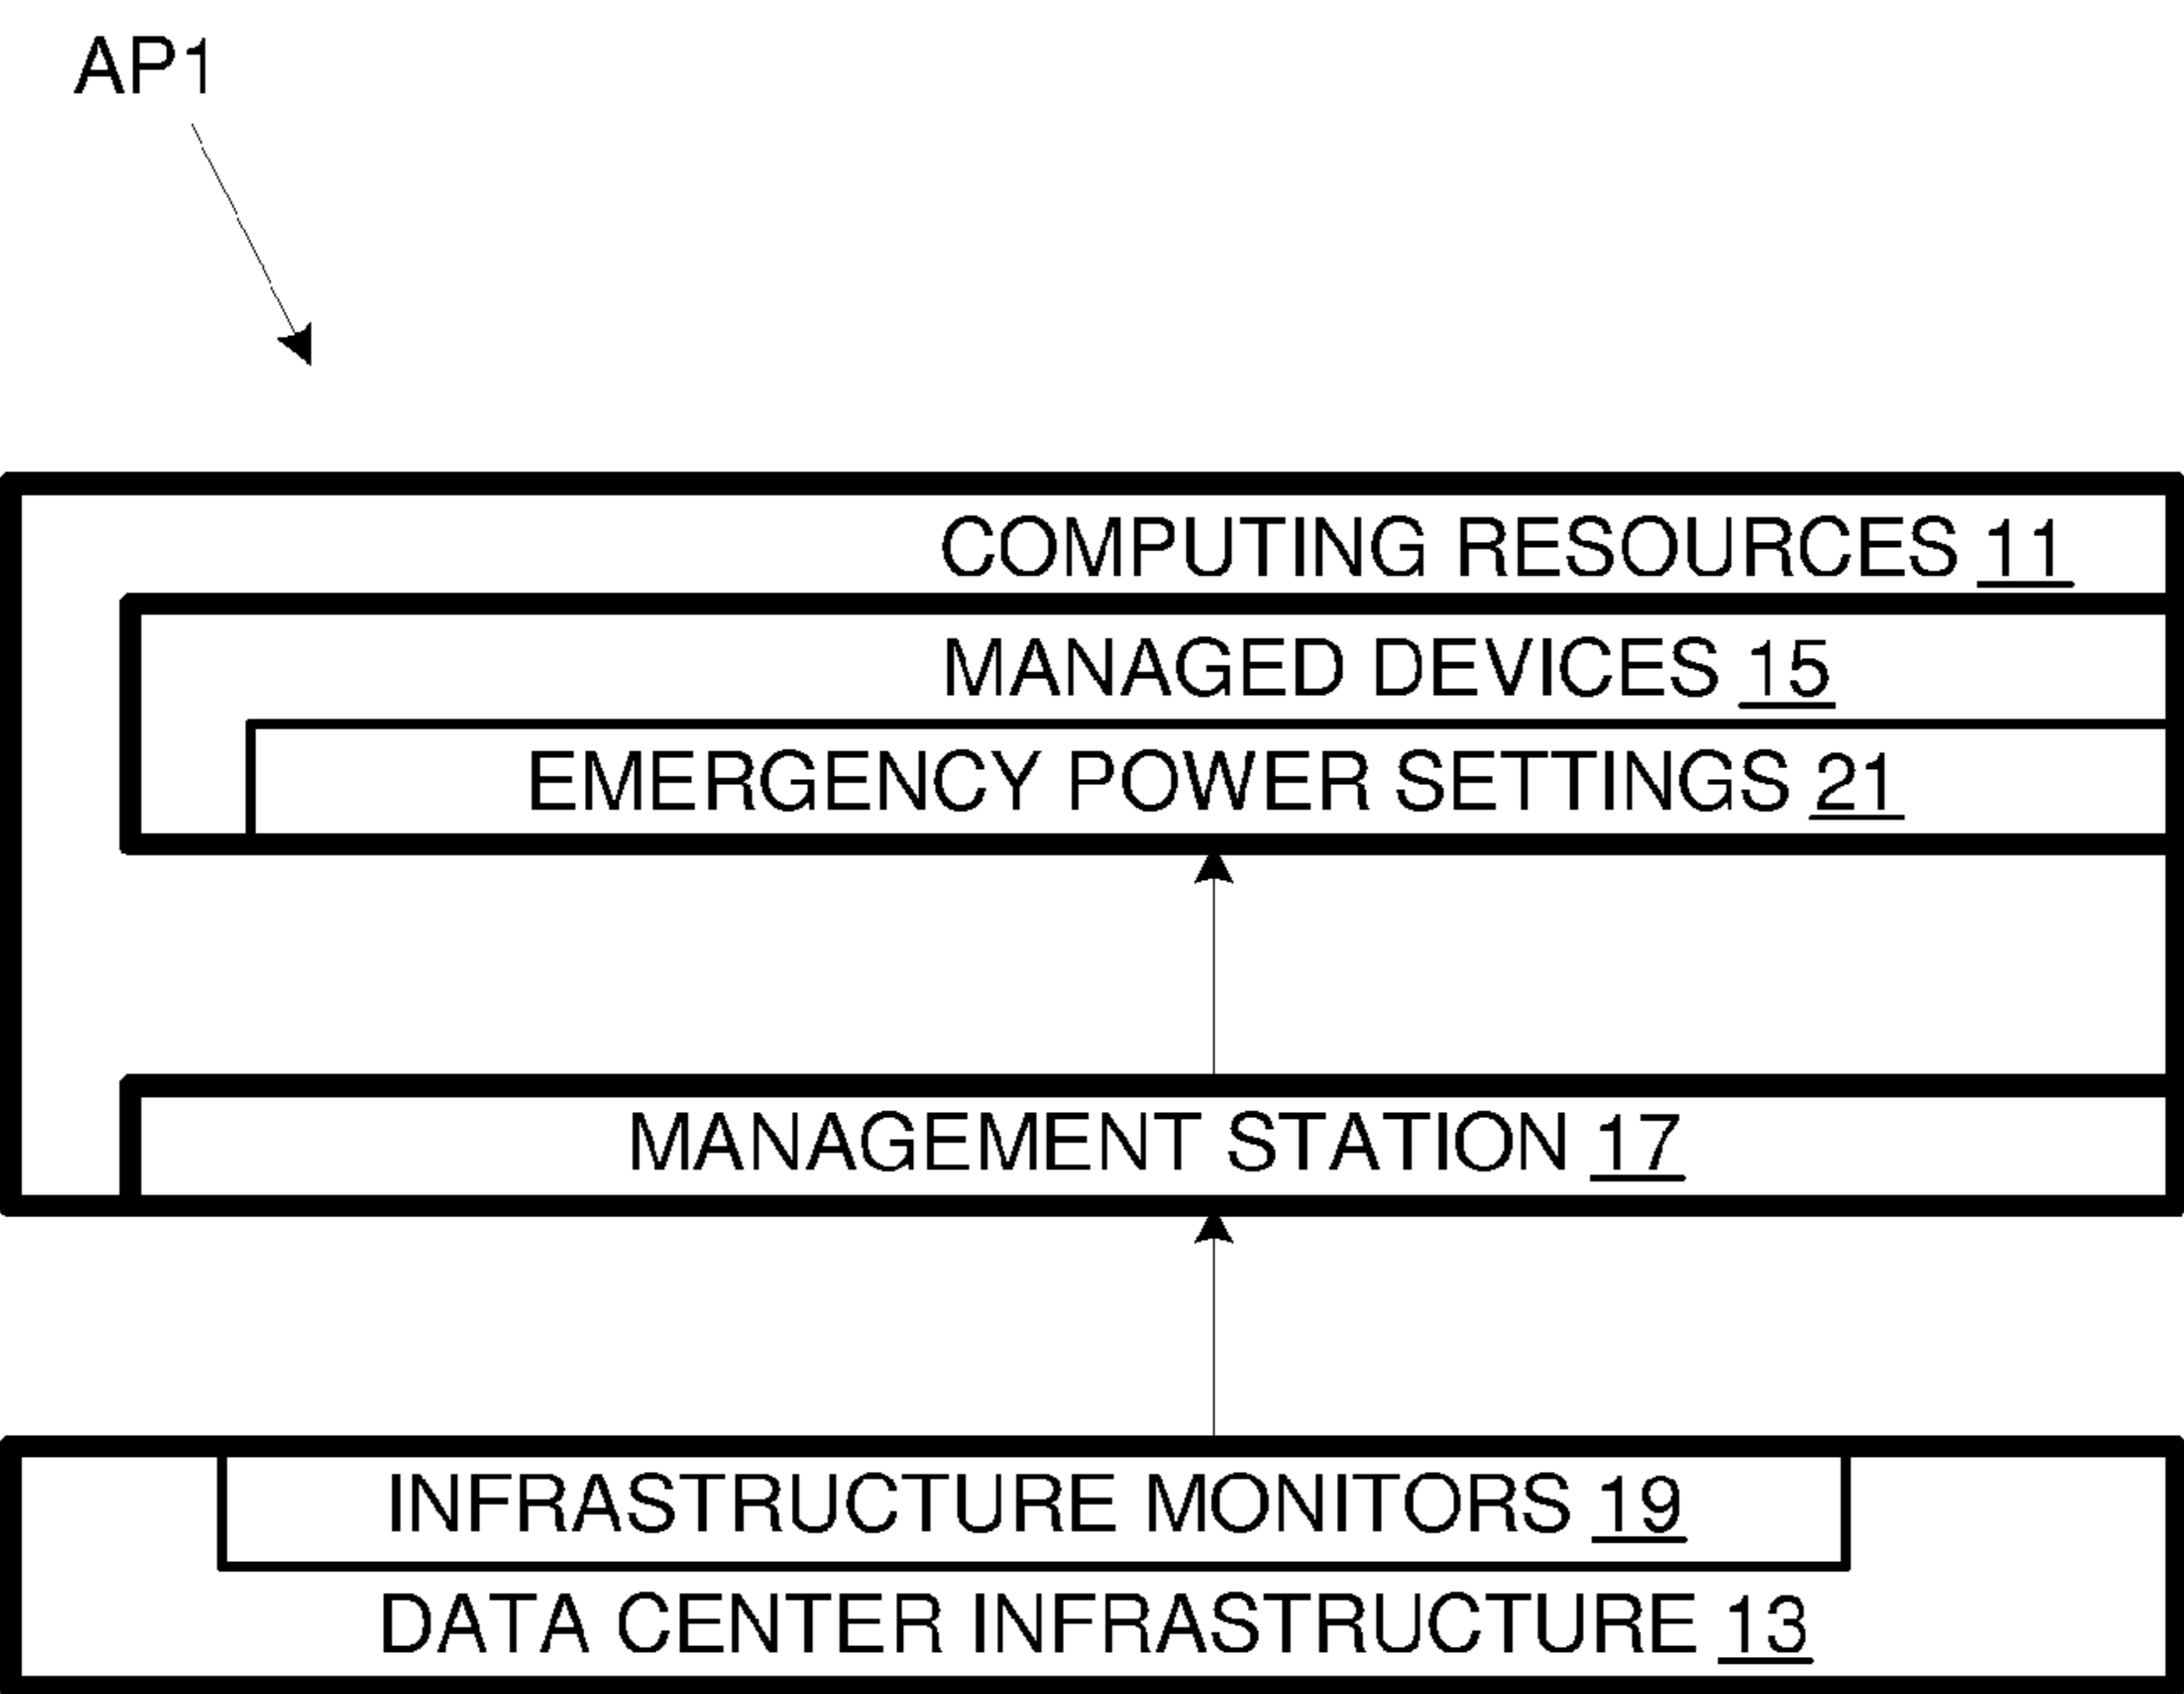 AP1
COMPUTING RESOURCES 11
MANAGED DEVICES 15
EMERGENCY POWER SETTINGS 21
MANAGEMENT STATION 17
INFRASTRUCTURE MONITORS 19
DATA CENTER INFRASTRUCTURE 13